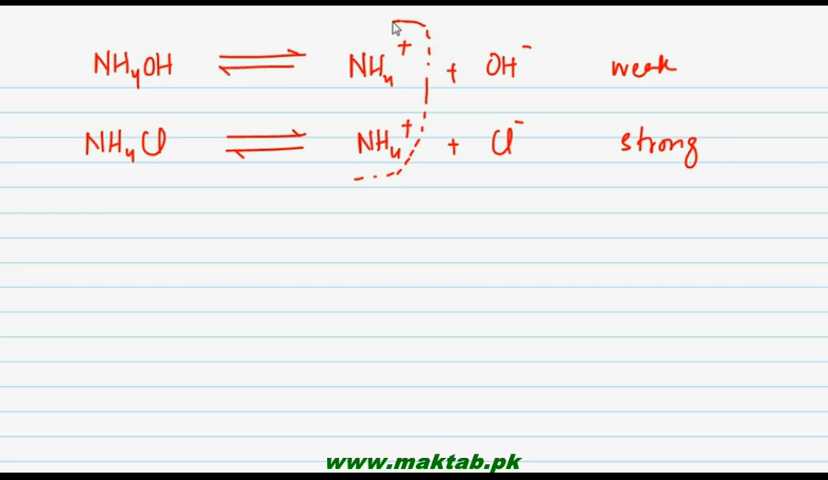 NH₄OH ⇌ NH₄⁺ + OH⁻ weak
NH₄Cl ⇌ NH₄⁺ + Cl⁻ strong
www.maktab.pk